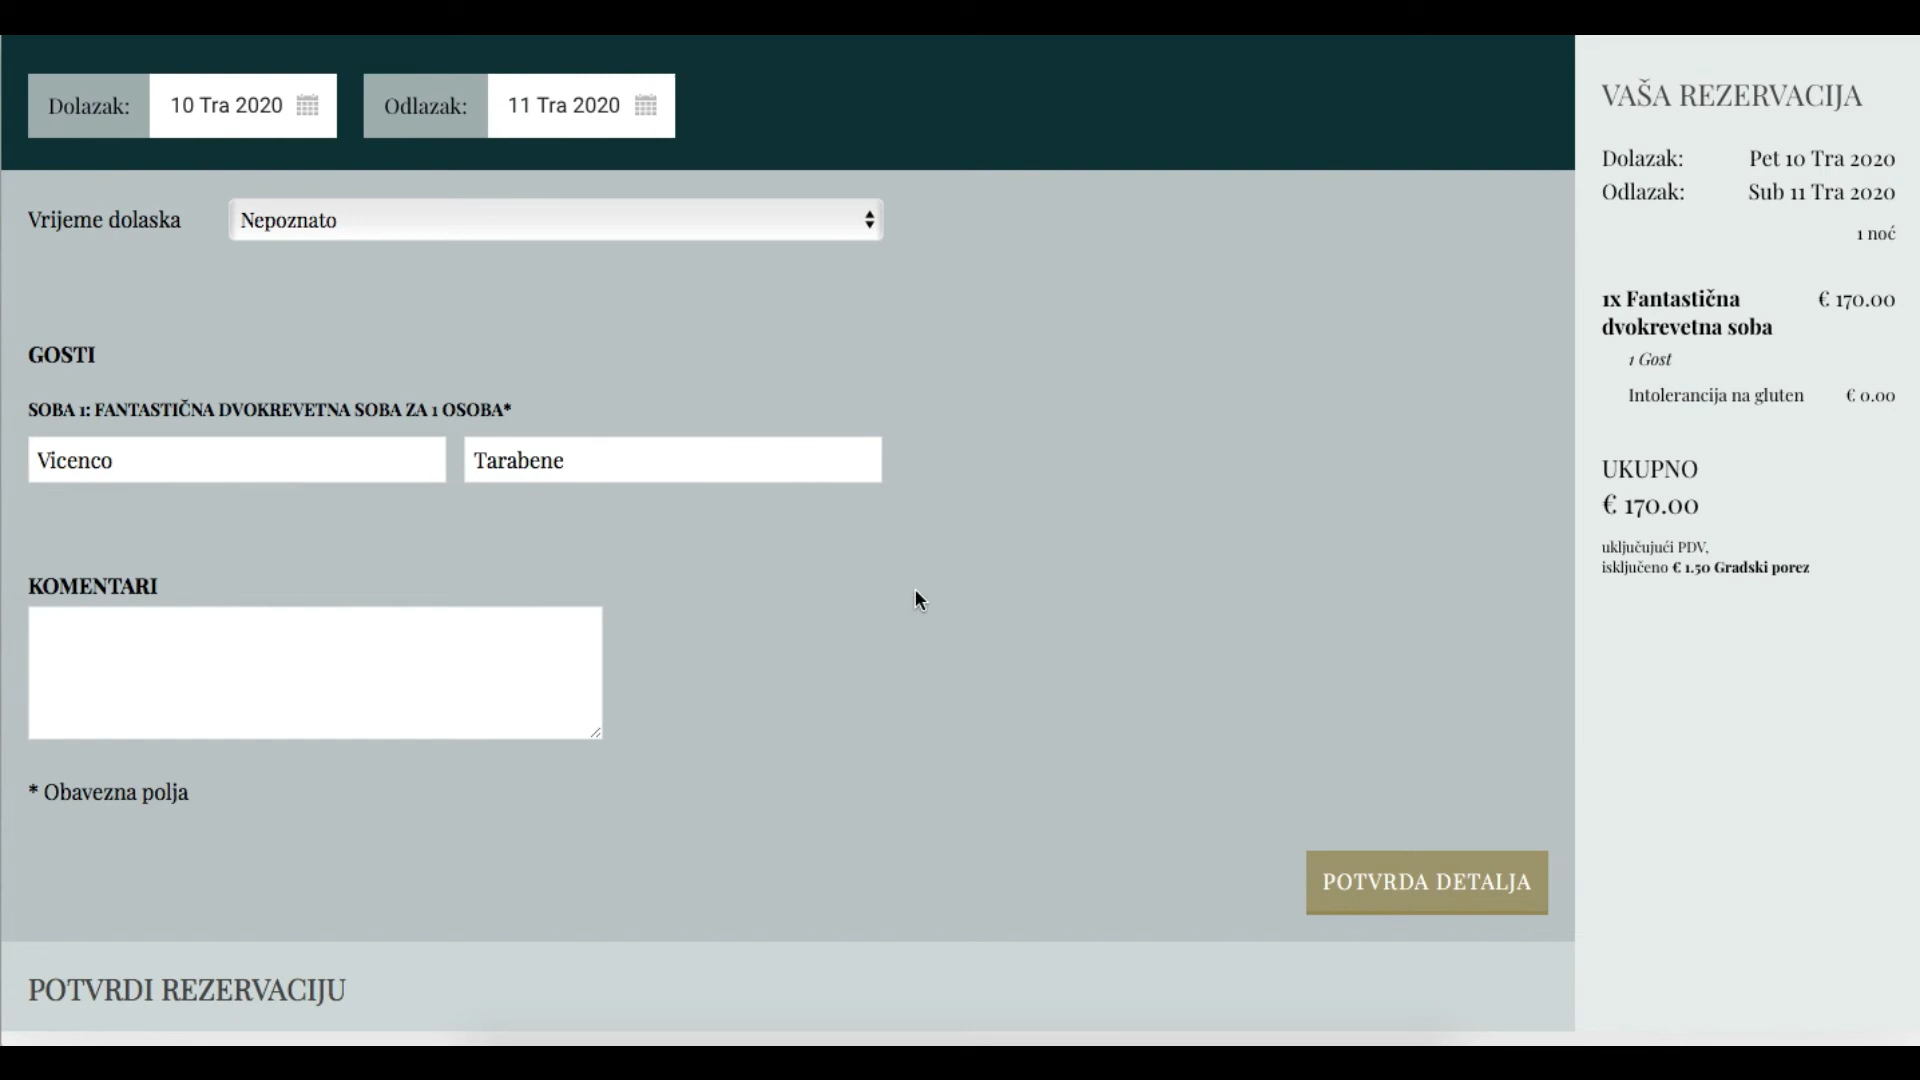 Dolazak: 10 Tra 2020 Odlazak: 11 Tra 2020
Vrijeme dolaska Nepoznato
GOSTI
SOBA 1: FANTASTIČNA DVOKREVETNA SOBA ZA 1 OSOBA*
Vicenco Tarabene
KOMENTARI
* Obavezna polja
POTVRDA DETALJA
POTVRDI REZERVACIJU
VAŠA REZERVACIJA
Dolazak: Pet 10 Tra 2020
Odlazak: Sub 11 Tra 2020
1 noć
1x Fantastična € 170.00
dvokrevetna soba
1 Gost
Intolerancija na gluten € 0.00
UKUPNO
€ 170.00
uključujući PDV,
isključeno € 1.50 Gradski porez